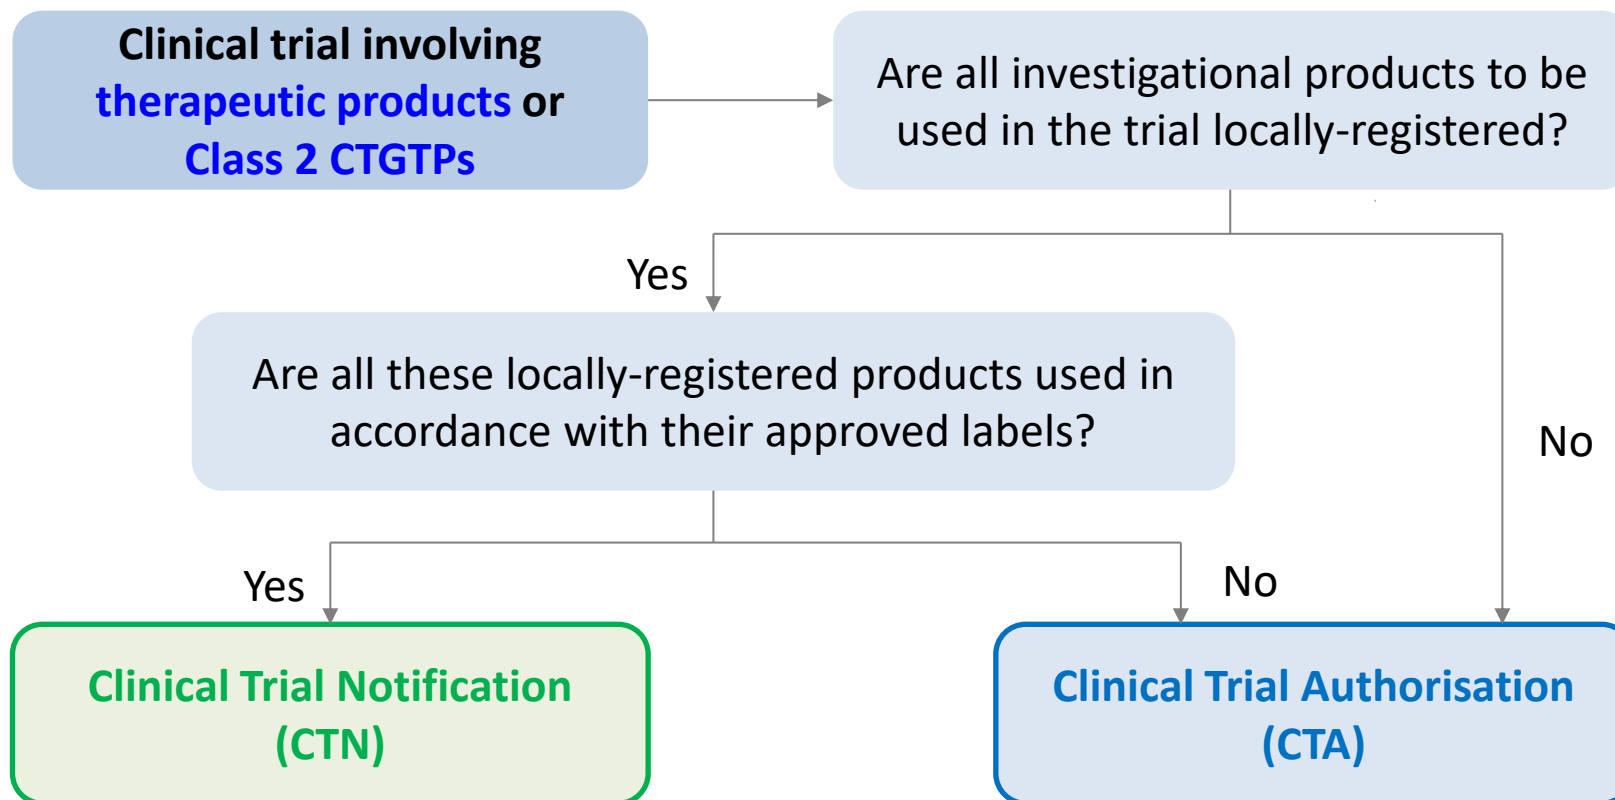 Clinical trial involving
therapeutic products or
Class 2 CTGTPs
Are all investigational products to be
used in the trial locally-registered?
Yes
No
Are all these locally-registered products used in
accordance with their approved labels?
Yes
No
Clinical Trial Notification
(CTN)
Clinical Trial Authorisation
(CTA)